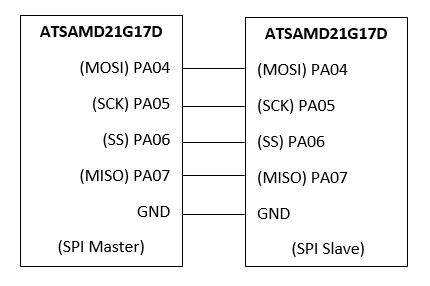 ATSAMD21G17D
(MOSI) PA04
(SCK) PA05
(SS) PA06
(MISO) PA07
GND
(SPI Master)
ATSAMD21G17D
(MOSI) PA04
(SCK) PA05
(SS) PA06
(MISO) PA07
GND
(SPI Slave)